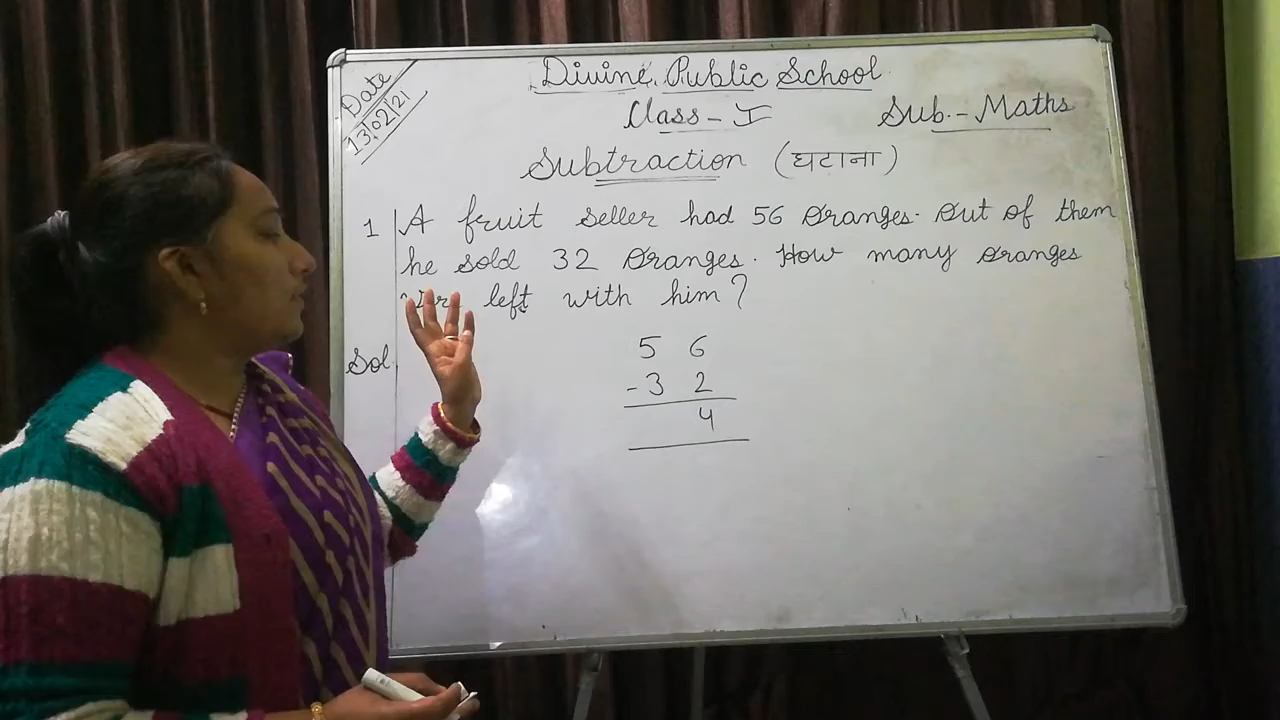 Date
13/02/21
Divine Public School
Class - I
Sub. - Maths
Subtraction (घटाना)
1 A fruit seller had 56 Oranges. Out of them
he sold 32 Oranges. How many oranges
left with him?
Sol.
5 6
- 3 2
4